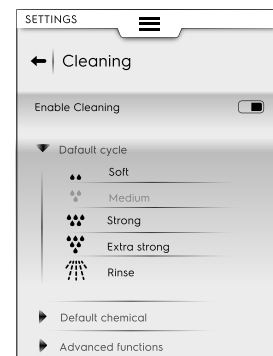 SETTINGS
Cleaning
Enable Cleaning
Dafault cycle
Soft
Medium
Strong
Extra strong
Rinse
Default chemical
Advanced functions